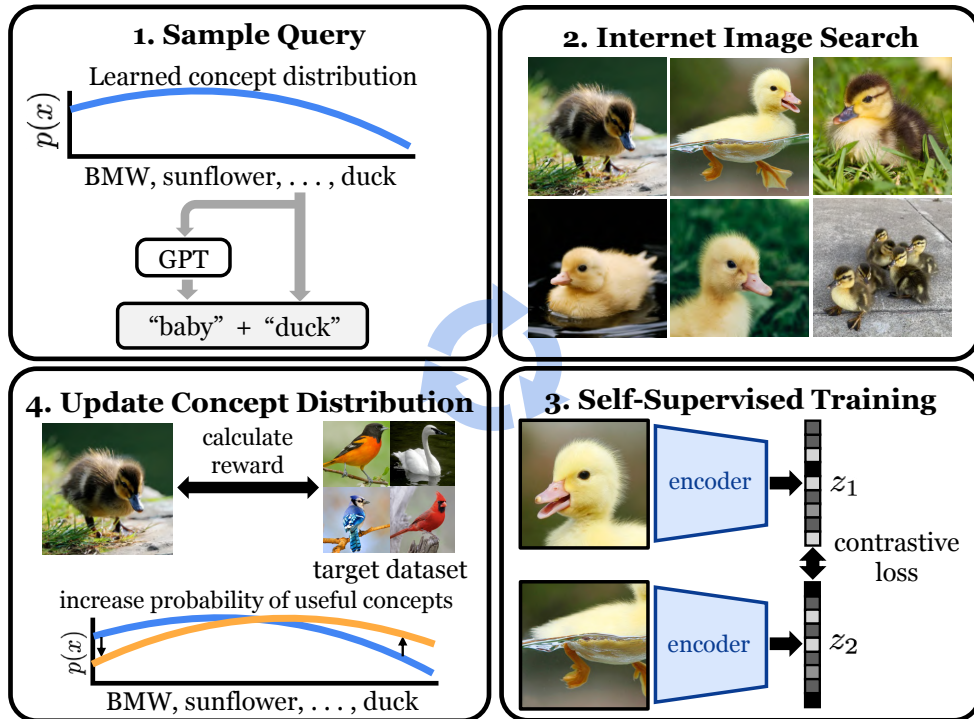 1. Sample Query
Learned concept distribution
p(x)
BMW, sunflower, . . . , duck
GPT
“baby” + “duck”
2. Internet Image Search
3. Self-Supervised Training
encoder
z1
contrastive
loss
encoder
z2
4. Update Concept Distribution
calculate
reward
target dataset
increase probability of useful concepts
p(x)
BMW, sunflower, . . . , duck